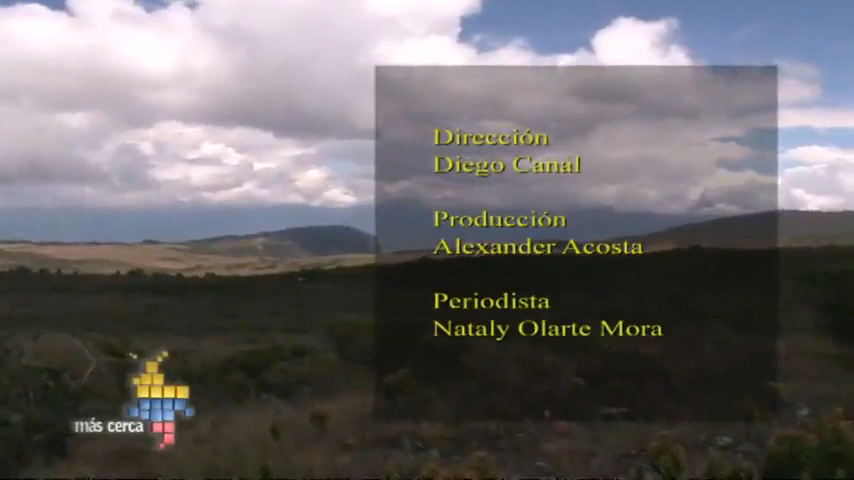 Dirección
Diego Canal
Producción
Alexander Acosta
Periodista
Nataly Olarte Mora
más cerca